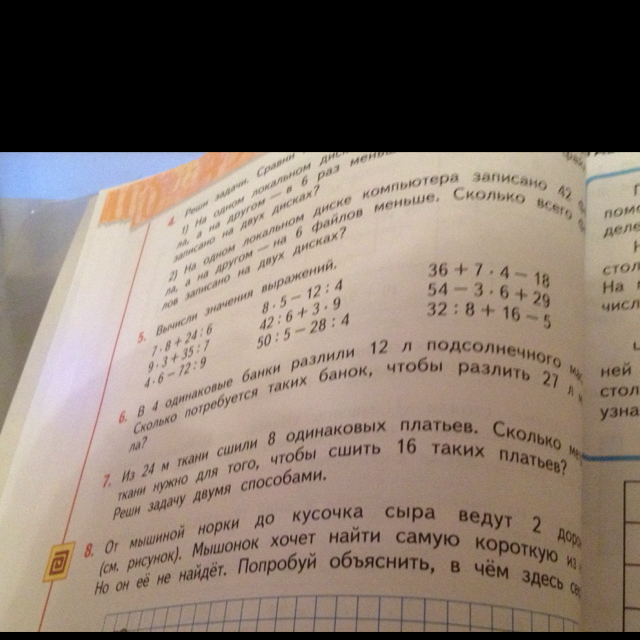 4. Реши задачи. Сравни
1) На одном локальном
ла, а на другом — в 6 раз
записано на двух дисках?
2) На одном локальном диске компьютера записано 42
ла, а на другом — на 6 файлов меньше. Сколько всего
лов записано на двух дисках?
5. Вычисли значения выражений.
7 · 8 + 24 : 6 8 · 5 − 12 : 4 36 + 7 · 4 − 18
9 · 3 + 35 : 7 42 : 6 + 3 · 9 54 − 3 · 6 + 29
4 · 6 − 72 : 9 50 : 5 − 28 : 4 32 : 8 + 16 − 5
6. В 4 одинаковые банки разлили 12 л подсолнечного
Сколько потребуется таких банок, чтобы разлить 27 л
ла?
7. Из 24 м ткани сшили 8 одинаковых платьев. Сколько
ткани нужно для того, чтобы сшить 16 таких платьев?
Реши задачу двумя способами.
8. От мышиной норки до кусочка сыра ведут 2
(см. рисунок). Мышонок хочет найти самую короткую из
Но он её не найдёт. Попробуй объяснить, в чём здесь
помо
деле
стол
На
числ
ней
стол
узна